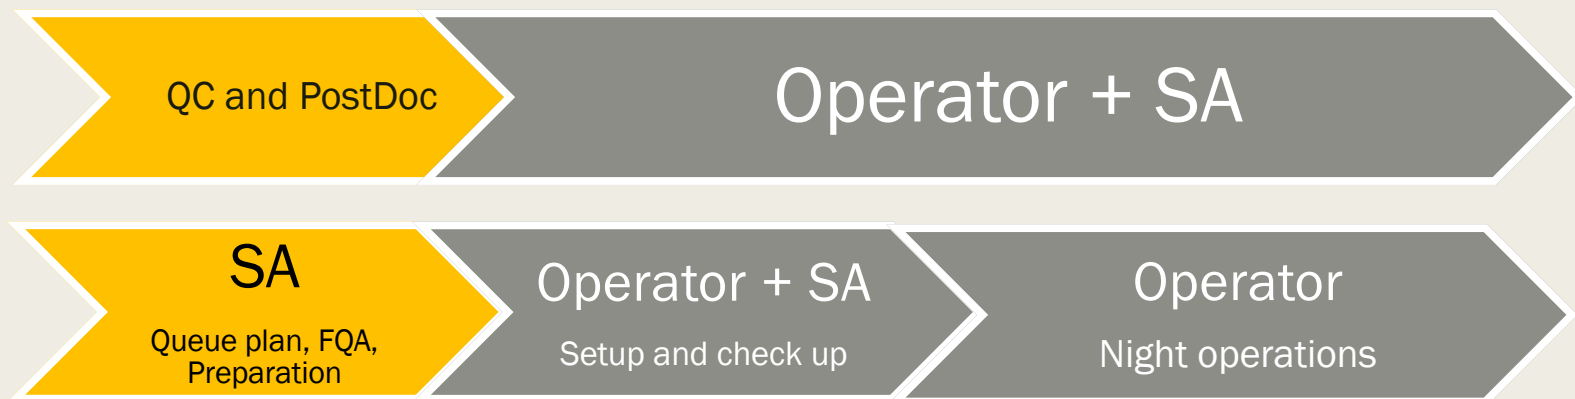 QC and PostDoc
Operator + SA
SA
Queue plan, FQA,
Preparation
Operator + SA
Setup and check up
Operator
Night operations